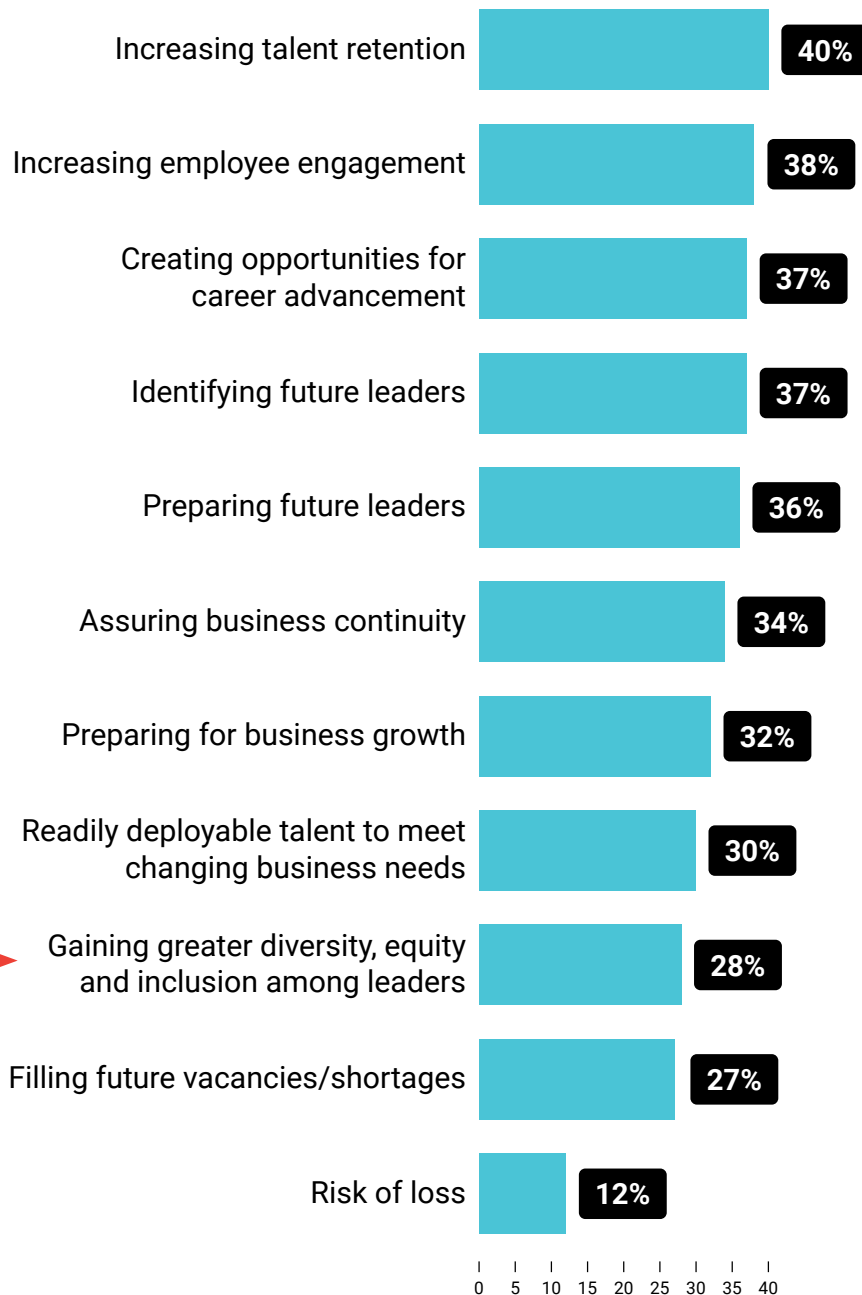 Increasing talent retention
40%
Increasing employee engagement
38%
Creating opportunities for
career advancement
37%
Identifying future leaders
37%
Preparing future leaders
36%
Assuring business continuity
34%
Preparing for business growth
32%
Readily deployable talent to meet
changing business needs
30%
Gaining greater diversity, equity
and inclusion among leaders
28%
Filling future vacancies/shortages
27%
Risk of loss
12%
0 5 10 15 20 25 30 35 40